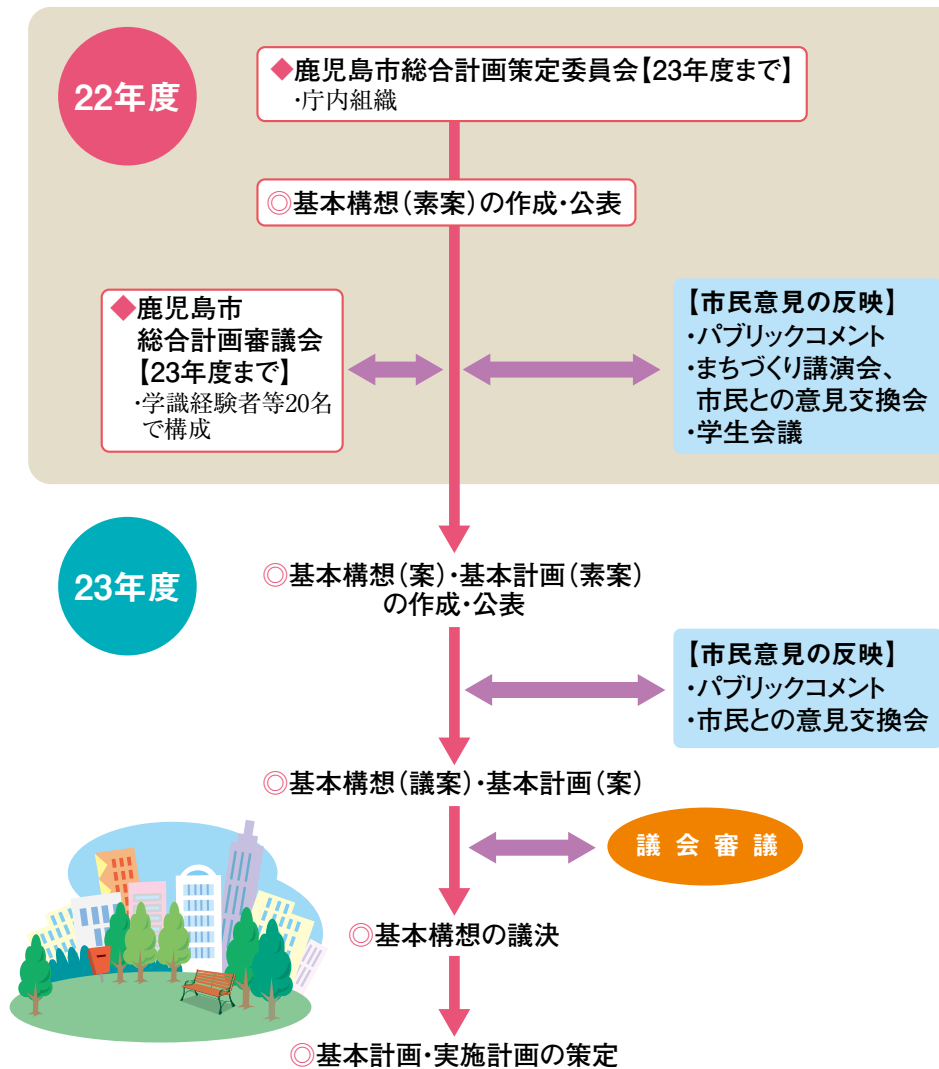 22年度
◆鹿児島市総合計画策定委員会【23年度まで】
・庁内組織
◎基本構想（素案）の作成・公表
◆鹿児島市
総合計画審議会
【23年度まで】
・学識経験者等20名
で構成
【市民意見の反映】
・パブリックコメント
・まちづくり講演会、
市民との意見交換会
・学生会議
23年度
◎基本構想（案）・基本計画（素案）
の作成・公表
【市民意見の反映】
・パブリックコメント
・市民との意見交換会
◎基本構想（議案）・基本計画（案）
議会審議
◎基本構想の議決
◎基本計画・実施計画の策定